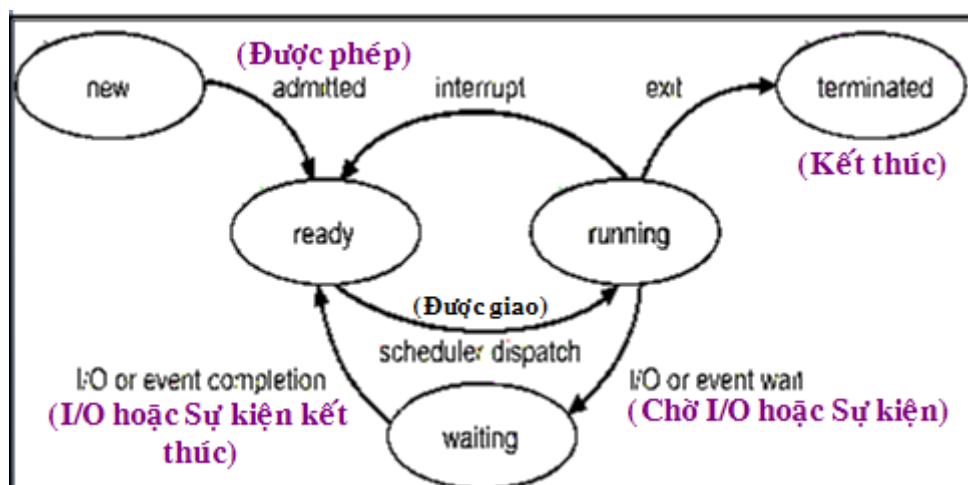 (Được phép)
new
admitted
interrupt
exit
terminated
(Kết thúc)
ready
running
(Được giao)
scheduler dispatch
I/O or event completion
(I/O hoặc Sự kiện kết
thúc)
I/O or event wait
(Chờ I/O hoặc Sự kiện)
waiting